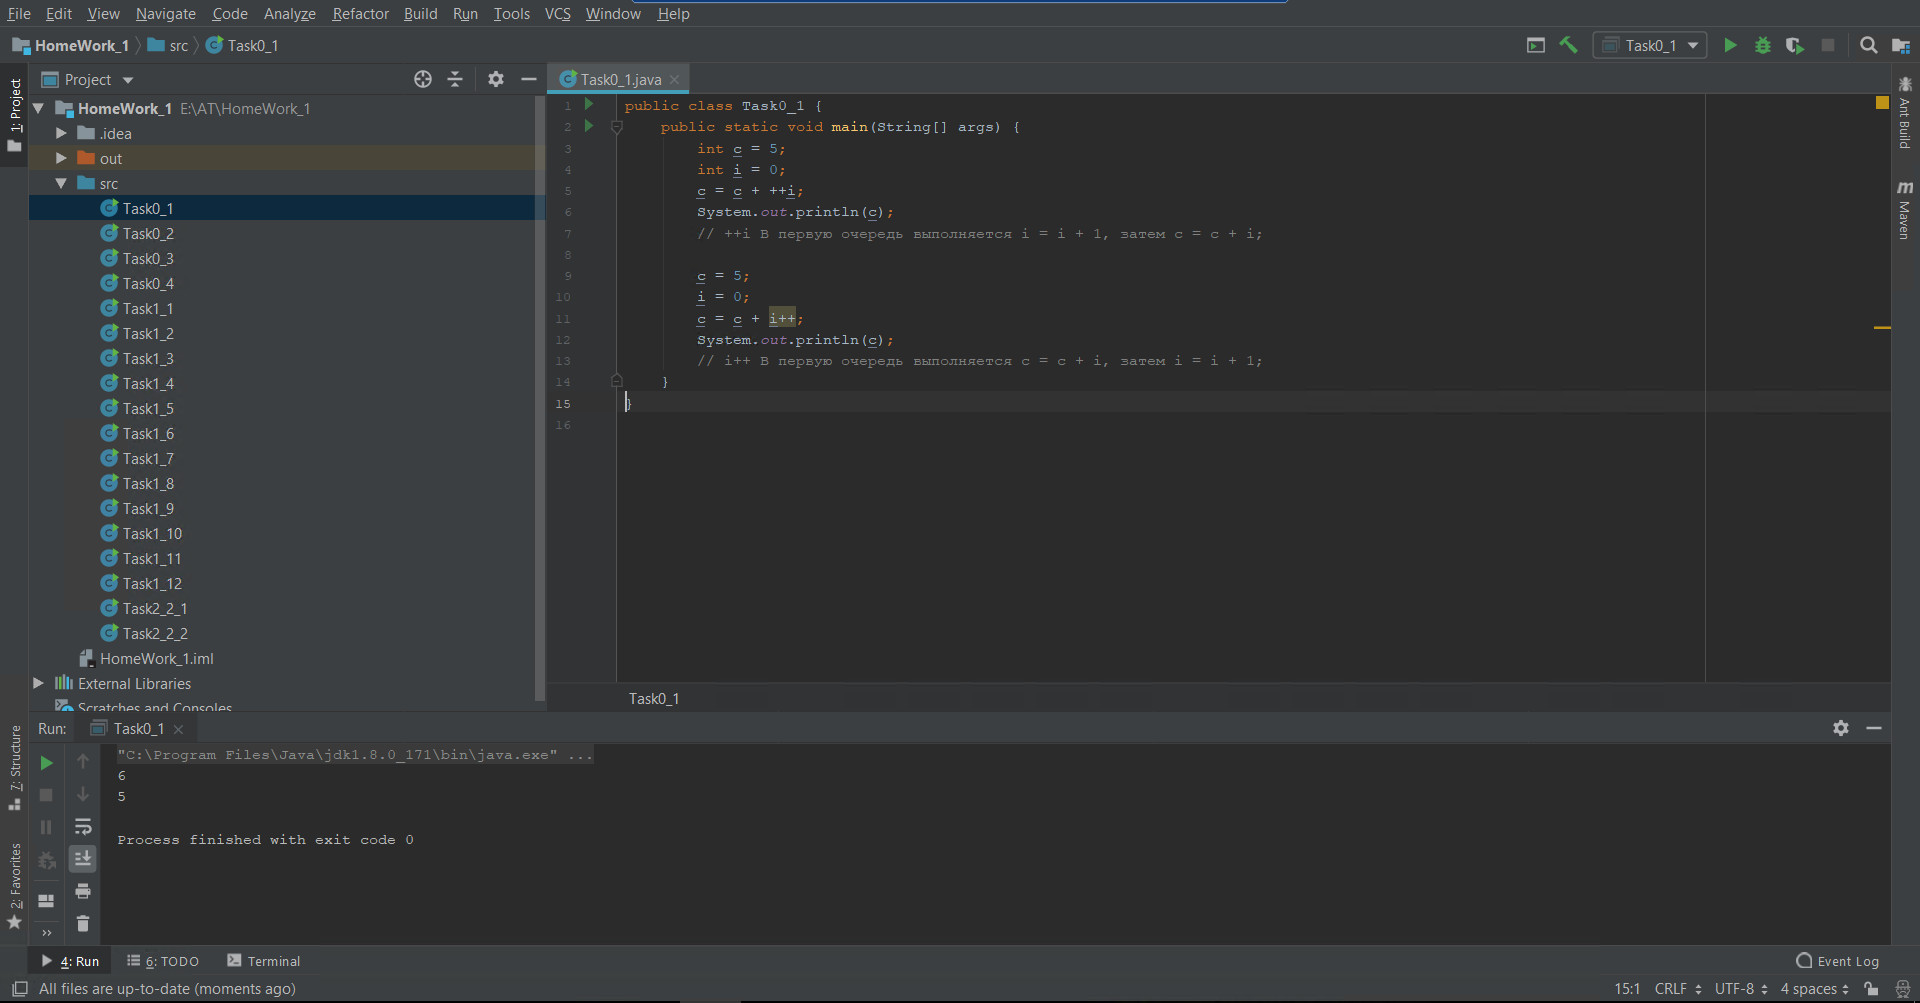 File Edit View Navigate Code Analyze Refactor Build Run Tools VCS Window Help
HomeWork_1 src Task0_1
Task0_1
1: Project
Project
HomeWork_1 E:\AT\HomeWork_1
.idea
out
src
Task0_1
Task0_2
Task0_3
Task0_4
Task1_1
Task1_2
Task1_3
Task1_4
Task1_5
Task1_6
Task1_7
Task1_8
Task1_9
Task1_10
Task1_11
Task1_12
Task2_2_1
Task2_2_2
HomeWork_1.iml
External Libraries
Scratches and Consoles
Task0_1.java
1 public class Task0_1 {
2 public static void main(String[] args) {
3 int c = 5;
4 int i = 0;
5 c = c + ++i;
6 System.out.println(c);
7 // ++i В первую очередь выполняется i = i + 1, затем c = c + i;
8
9 c = 5;
10 i = 0;
11 c = c + i++;
12 System.out.println(c);
13 // i++ В первую очередь выполняется c = c + i, затем i = i + 1;
14 }
15 }
16
Task0_1
Ant Build
Maven
7: Structure
2: Favorites
Run: Task0_1
"C:\Program Files\Java\jdk1.8.0_171\bin\java.exe" ...
6
5
Process finished with exit code 0
4: Run 6: TODO Terminal Event Log
All files are up-to-date (moments ago) 15:1 CRLF UTF-8 4 spaces